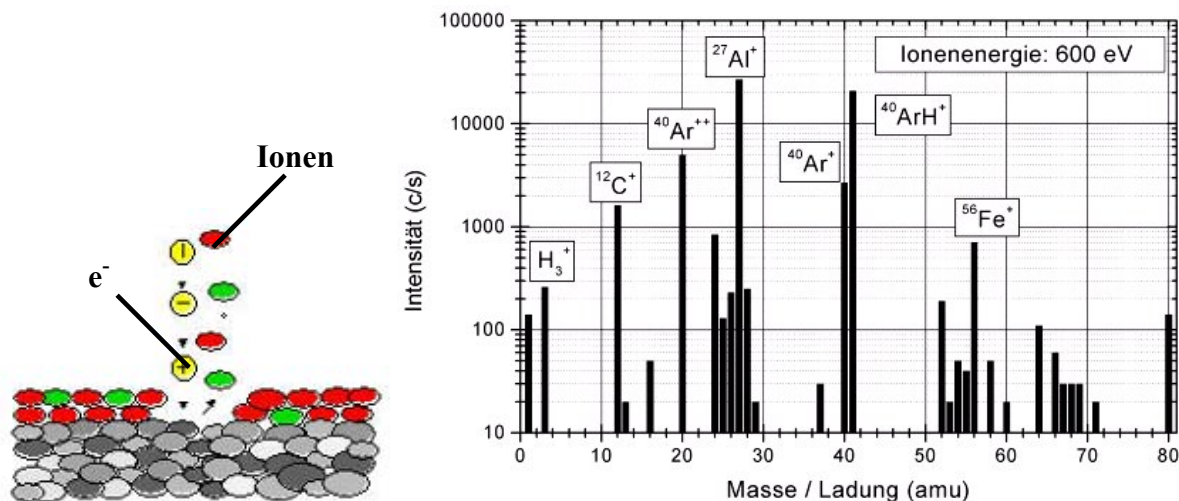 Ionen
e⁻
−
+
Intensität (c/s)
100000
10000
1000
100
10
Ionenenergie: 600 eV
²⁷Al⁺
⁴⁰Ar⁺⁺
⁴⁰ArH⁺
⁴⁰Ar⁺
¹²C⁺
⁵⁶Fe⁺
H₃⁺
0 10 20 30 40 50 60 70 80
Masse / Ladung (amu)